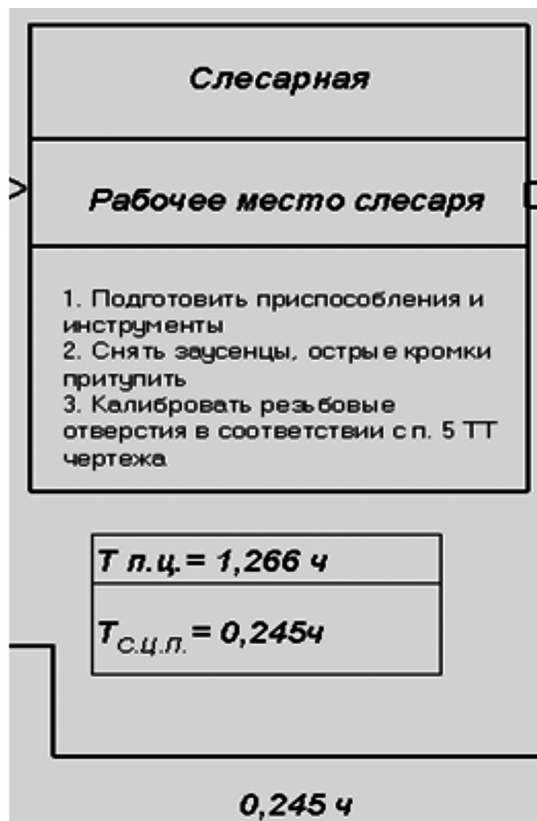 Слесарная
Рабочее место слесаря
1. Подготовить приспособления и
инструменты
2. Снять заусенцы, острые кромки
притупить
3. Калибровать резьбовые
отверстия в соответствии с п. 5 ТТ
чертежа
Т п.ц.= 1,266 ч
Тс.ц.п.= 0,245ч
0,245 ч